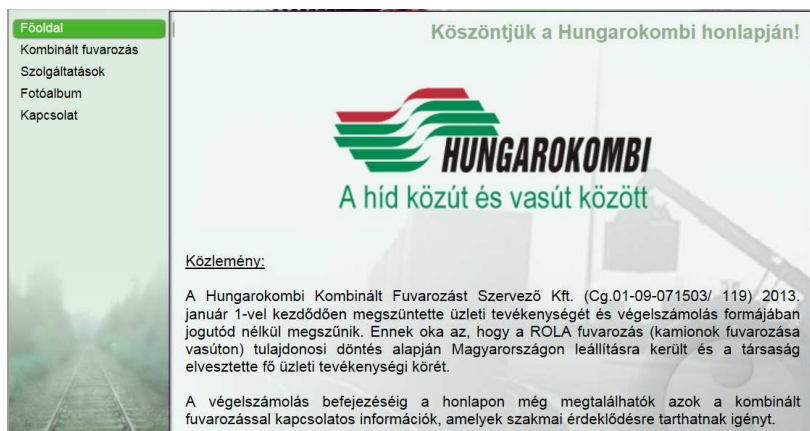 Főoldal
Kombinált fuvarozás
Szolgáltatások
Fotóalbum
Kapcsolat
Köszöntjük a Hungarokombi honlapján!
HUNGAROKOMBI
A híd közút és vasút között
Közlemény:
A Hungarokombi Kombinált Fuvarozást Szervező Kft. (Cg.01-09-071503/ 119) 2013.
január 1-vel kezdődően megszüntette üzleti tevékenységét és végelszámolás formájában
jogutód nélkül megszűnik. Ennek oka az, hogy a ROLA fuvarozás (kamionok fuvarozása
vasúton) tulajdonosi döntés alapján Magyarországon leállításra került és a társaság
elvesztette fő üzleti tevékenységi körét.
A végelszámolás befejezéséig a honlapon még megtalálhatók azok a kombinált
fuvarozással kapcsolatos információk, amelyek szakmai érdeklődésre tarthatnak igényt.